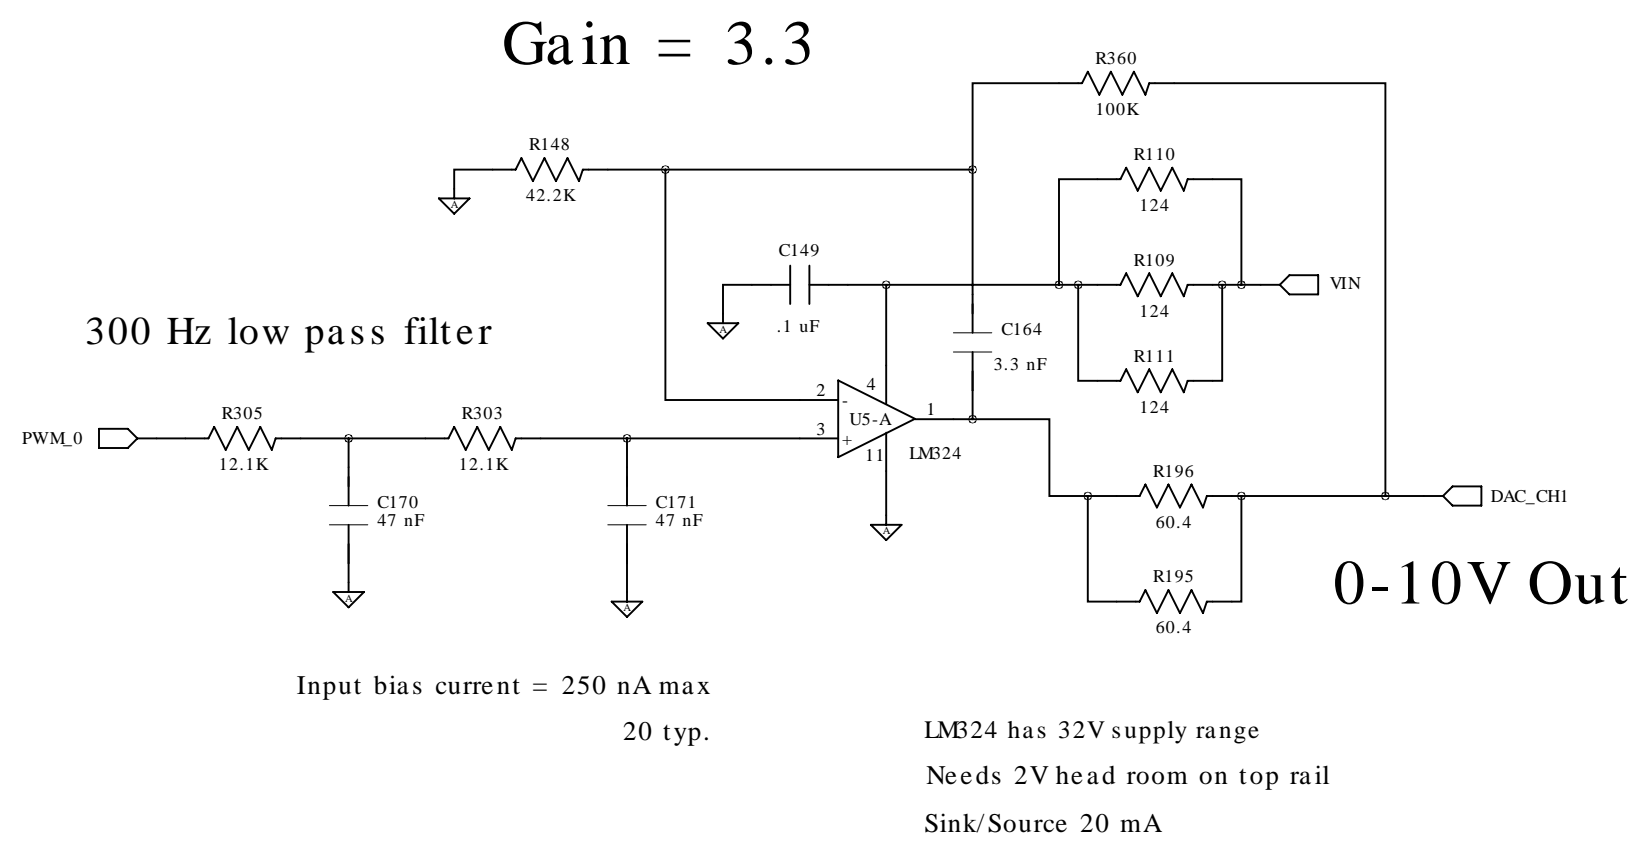 Gain = 3.3
R360
100K
R148
42.2K
A
R110
124
C149
.1 uF
A
R109
124
VIN
C164
3.3 nF
R111
124
300 Hz low pass filter
PWM_0
R305
12.1K
R303
12.1K
2
3
4
-
+
U5-A
11
1
LM324
A
C170
47 nF
A
C171
47 nF
A
R196
60.4
DAC_CH1
R195
60.4
0-10V Out
Input bias current = 250 nA max
20 typ.
LM324 has 32V supply range
Needs 2V head room on top rail
Sink/Source 20 mA